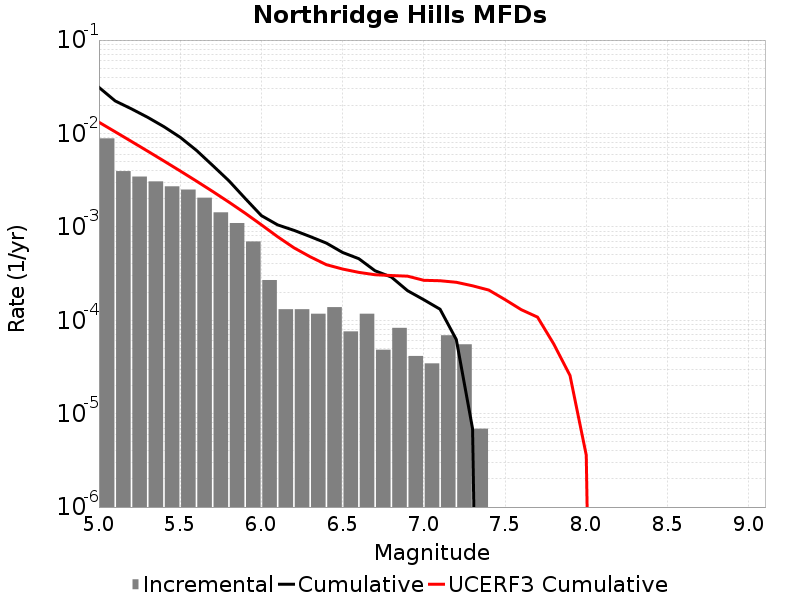 Northridge Hills MFDs
10-1
10-2
10-3
10-4
10-5
10-6
Rate (1/yr)
5.0 5.5 6.0 6.5 7.0 7.5 8.0 8.5 9.0
Magnitude
Incremental Cumulative UCERF3 Cumulative